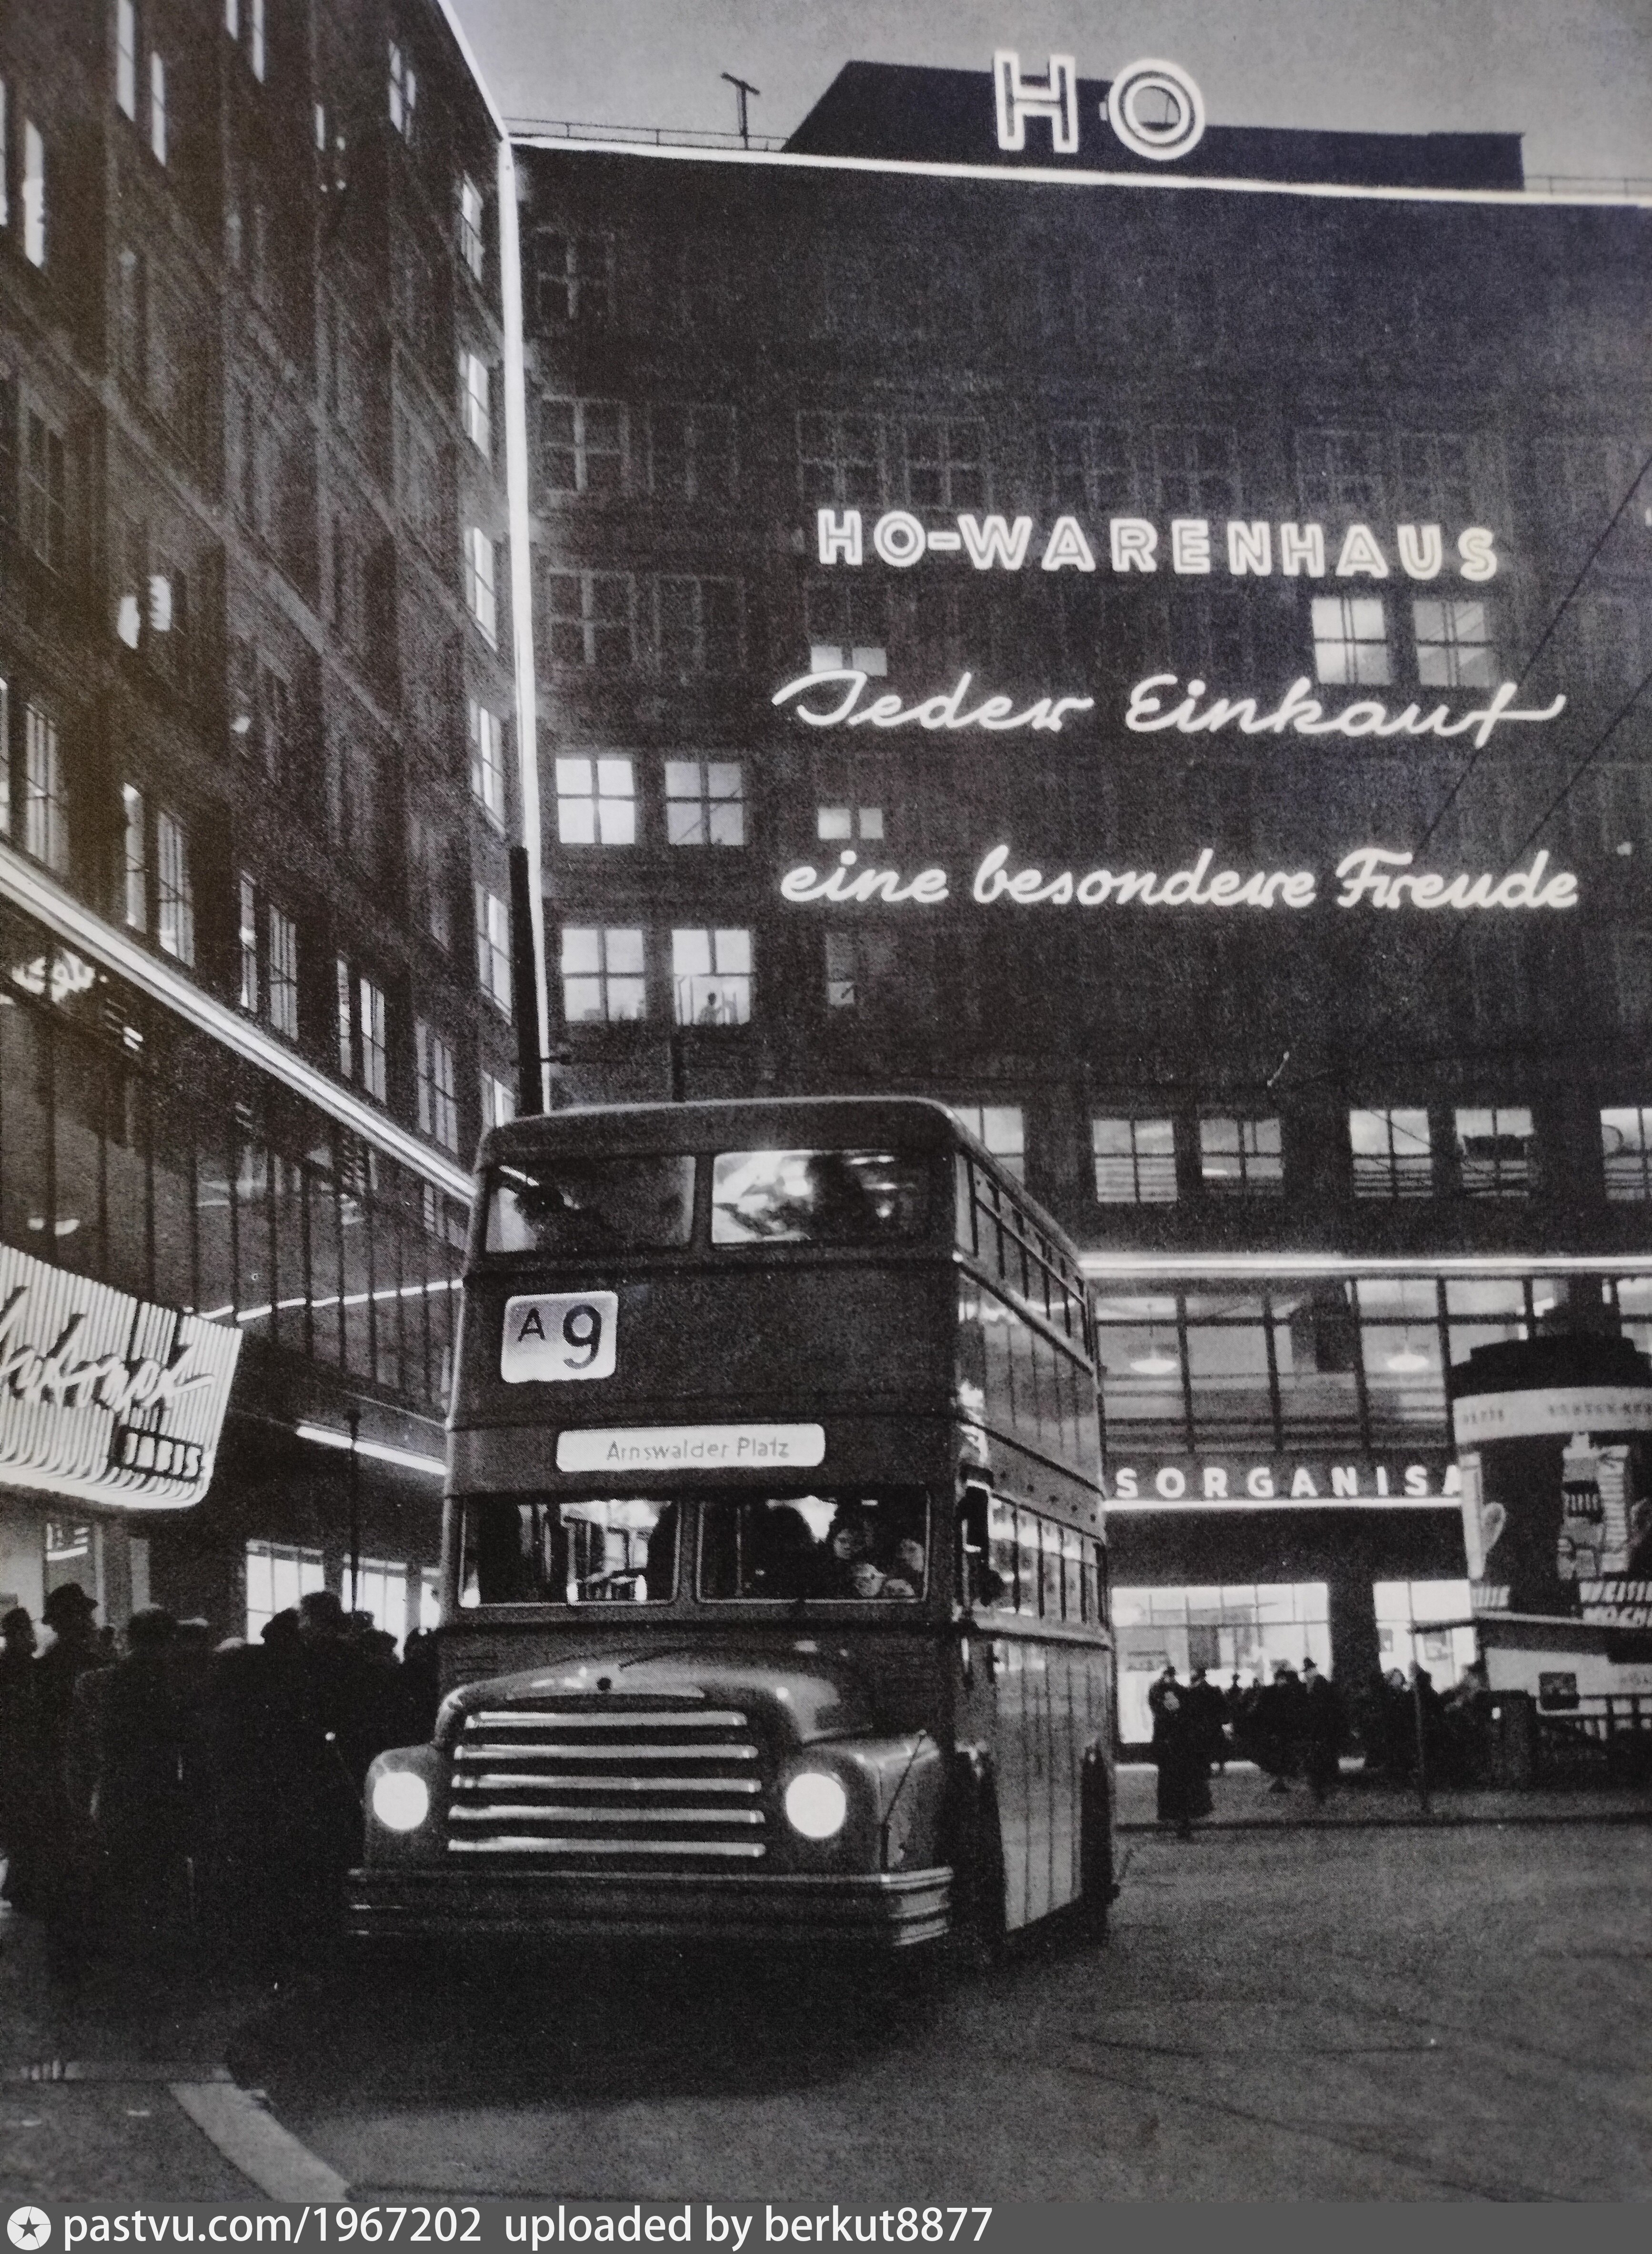 HO
HO-WARENHAUS
Jeder Einkauf
eine besondere Freude
A 9
Arnswalder Platz
SORGANISA
pastvu.com/1967202 uploaded by berkut8877